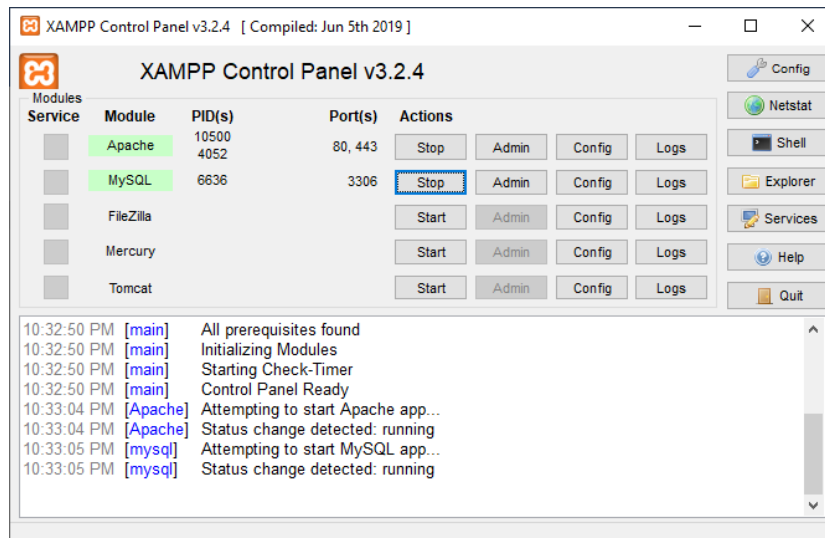 XAMPP Control Panel v3.2.4 [ Compiled: Jun 5th 2019 ]
XAMPP Control Panel v3.2.4
Config
Modules
Service Module PID(s) Port(s) Actions
Netstat
Apache 10500 4052 80, 443 Stop Admin Config Logs
Shell
MySQL 6636 3306 Stop Admin Config Logs
Explorer
FileZilla Start Admin Config Logs
Services
Mercury Start Admin Config Logs
Help
Tomcat Start Admin Config Logs
Quit
10:32:50 PM [main] All prerequisites found
10:32:50 PM [main] Initializing Modules
10:32:50 PM [main] Starting Check-Timer
10:32:50 PM [main] Control Panel Ready
10:33:04 PM [Apache] Attempting to start Apache app...
10:33:04 PM [Apache] Status change detected: running
10:33:05 PM [mysql] Attempting to start MySQL app...
10:33:05 PM [mysql] Status change detected: running